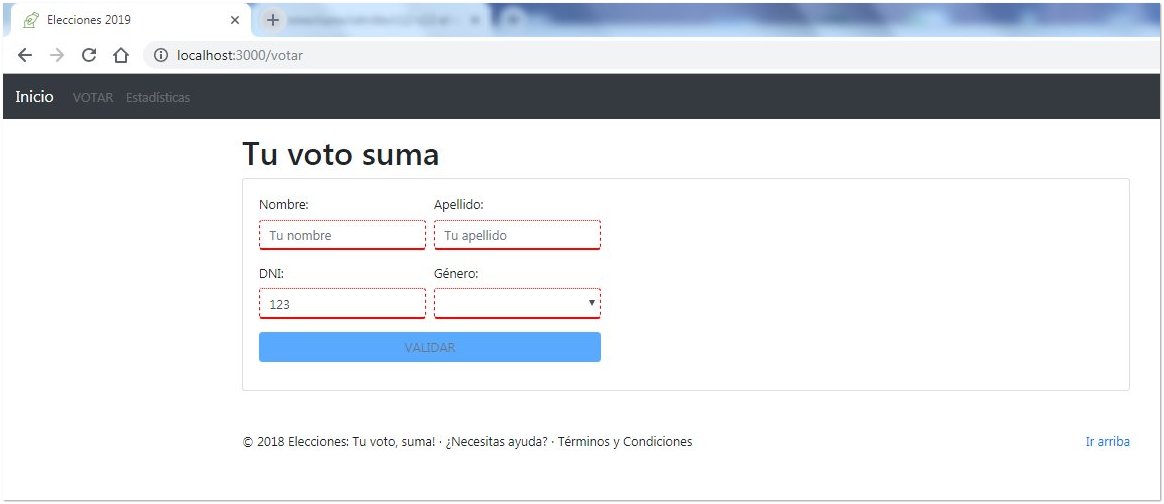 Elecciones 2019
localhost:3000/votar
Inicio VOTAR Estadísticas
Tu voto suma
Nombre: Apellido:
Tu nombre Tu apellido
DNI: Género:
123
VALIDAR
© 2018 Elecciones: Tu voto, suma! · ¿Necesitas ayuda? · Términos y Condiciones Ir arriba